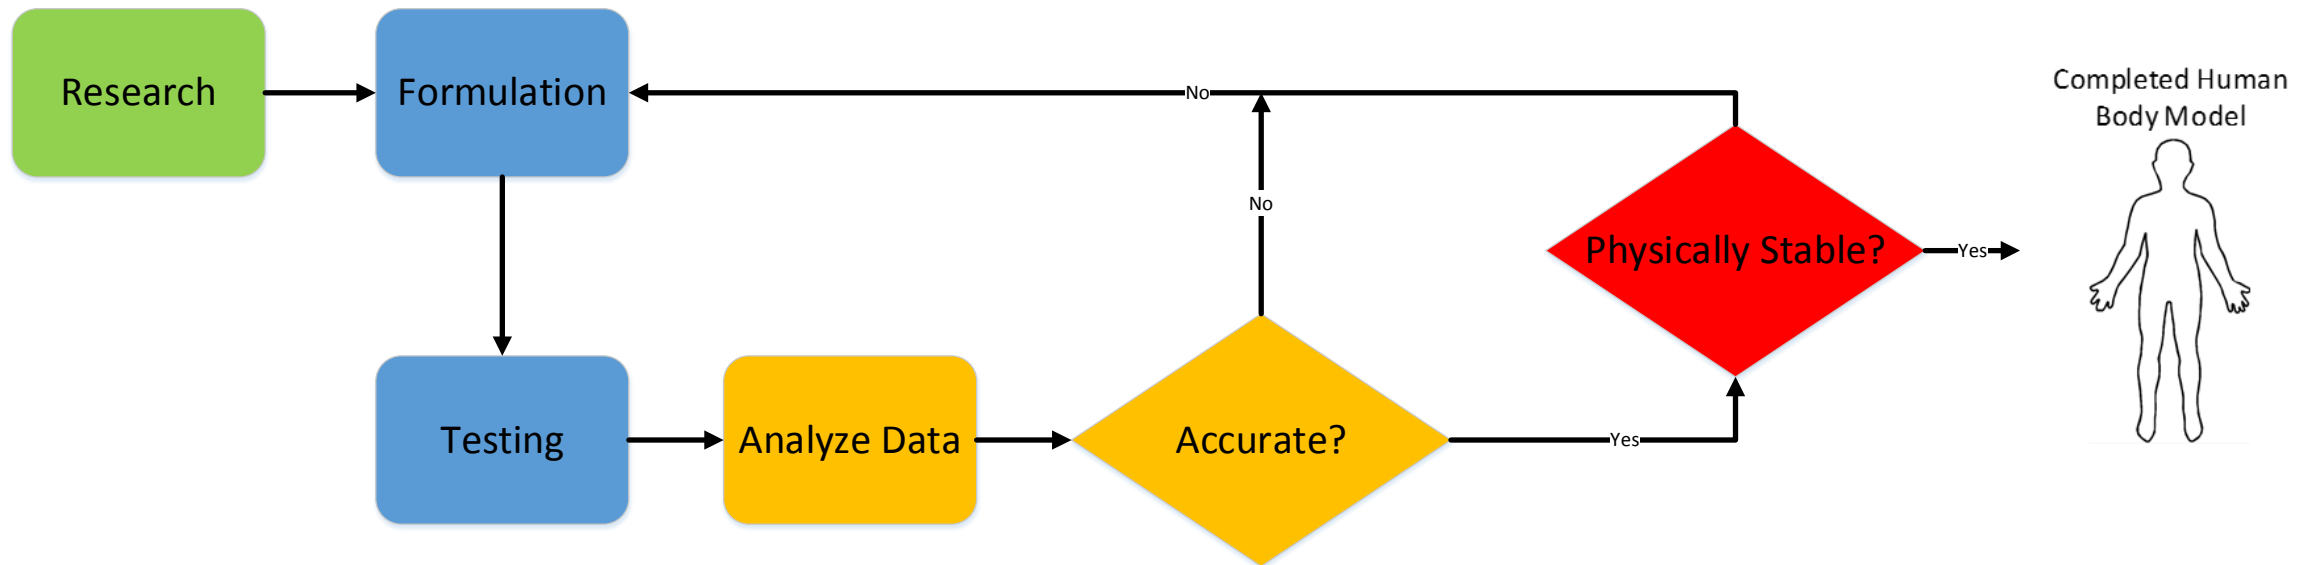 Research
Formulation
No
Completed Human
Body Model
No
Physically Stable?
Yes
Testing
Analyze Data
Accurate?
Yes